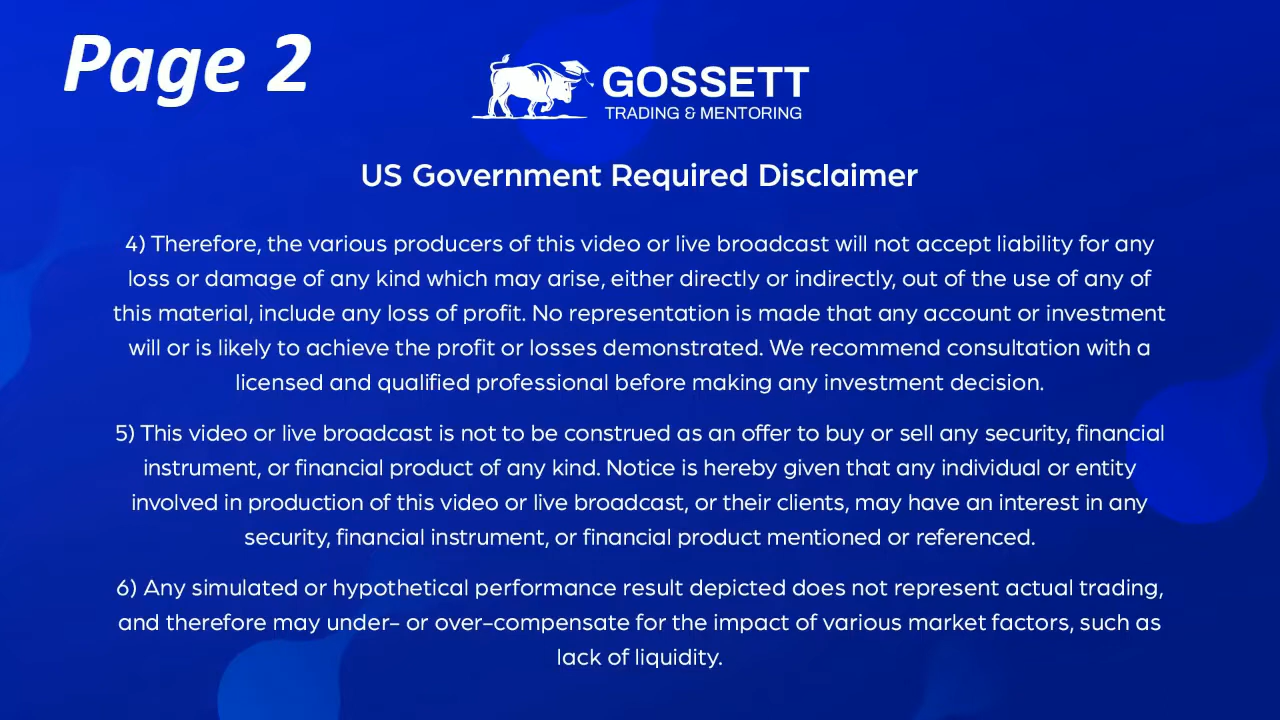 Page 2
GOSSETT
TRADING & MENTORING
US Government Required Disclaimer
4) Therefore, the various producers of this video or live broadcast will not accept liability for any
loss or damage of any kind which may arise, either directly or indirectly, out of the use of any of
this material, include any loss of profit. No representation is made that any account or investment
will or is likely to achieve the profit or losses demonstrated. We recommend consultation with a
licensed and qualified professional before making any investment decision.
5) This video or live broadcast is not to be construed as an offer to buy or sell any security, financial
instrument, or financial product of any kind. Notice is hereby given that any individual or entity
involved in production of this video or live broadcast, or their clients, may have an interest in any
security, financial instrument, or financial product mentioned or referenced.
6) Any simulated or hypothetical performance result depicted does not represent actual trading,
and therefore may under- or over-compensate for the impact of various market factors, such as
lack of liquidity.